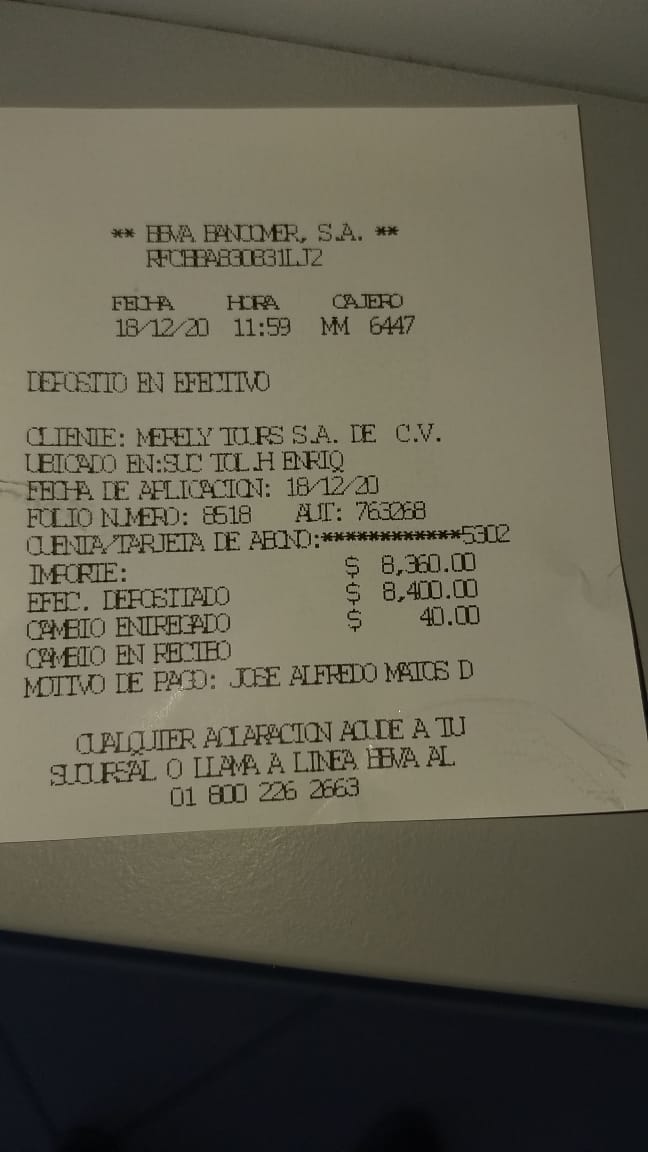 ** BBVA BANCOMER, S.A. **
RFCBBA830831LJ2
FECHA HORA CAJERO
18/12/20 11:59 MM 6447
DEPOSITO EN EFECTIVO
CLIENTE: MERELY TOURS S.A. DE C.V.
UBICADO EN:SUC TOL.H ENRIQ
FECHA DE APLICACION: 18/12/20
FOLIO NUMERO: 8518 AUT: 763268
CUENTA/TARJETA DE ABONO:************5302
IMPORTE: $ 8,360.00
EFEC. DEPOSITADO $ 8,400.00
CAMBIO ENTREGADO $ 40.00
CAMBIO EN RECIBO
MOTIVO DE PAGO: JOSE ALFREDO MATOS D
CUALQUIER ACLARACION ACUDE A TU
SUCURSAL O LLAMA A LINEA BBVA AL
01 800 226 2663